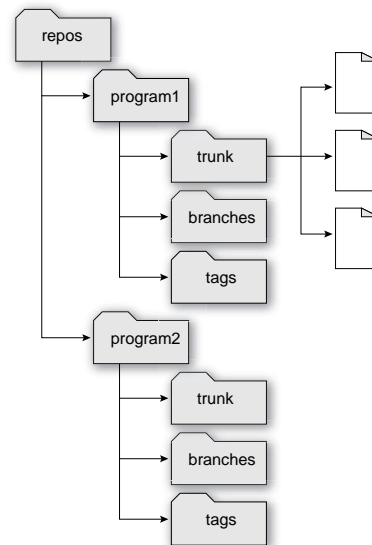 repos
program1
trunk
branches
tags
program2
trunk
branches
tags